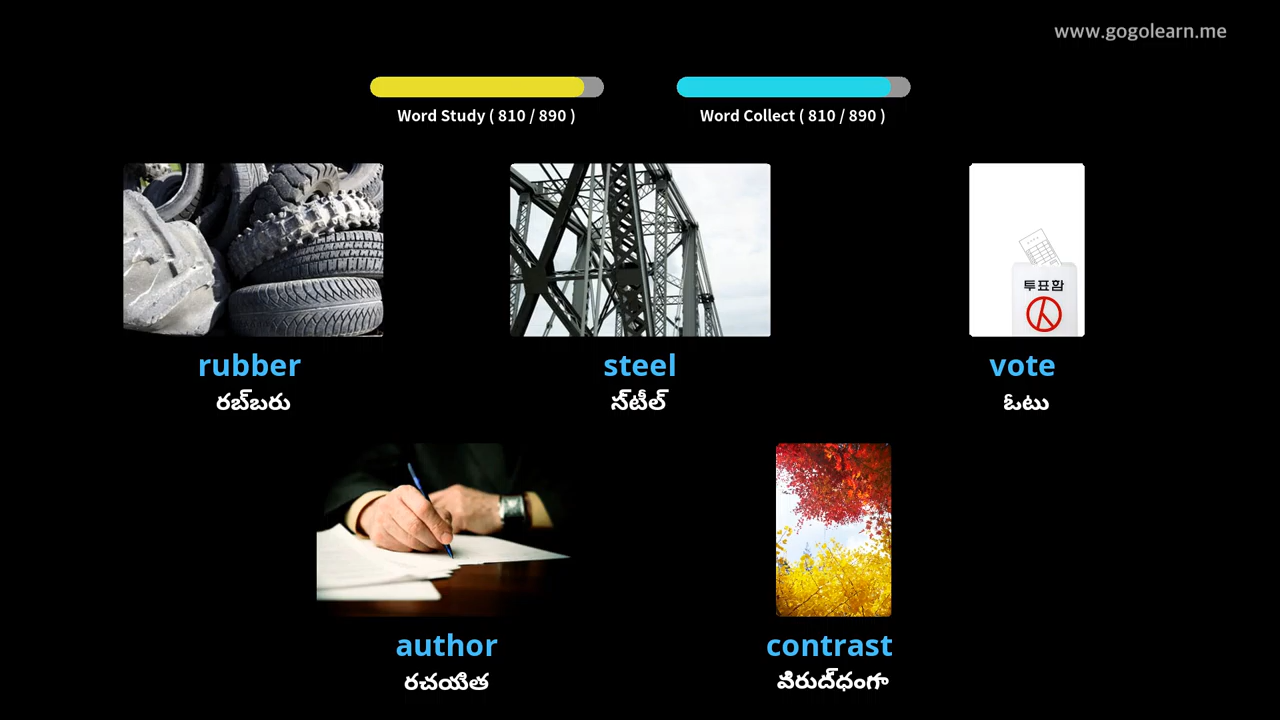 www.gogolearn.me
Word Study ( 810 / 890 )
Word Collect ( 810 / 890 )
투표함
rubber
steel
vote
రబ్‌బరు
స్‌టీల్
ఓటు
author
contrast
రచయిత
విరుద్‌ధంగా